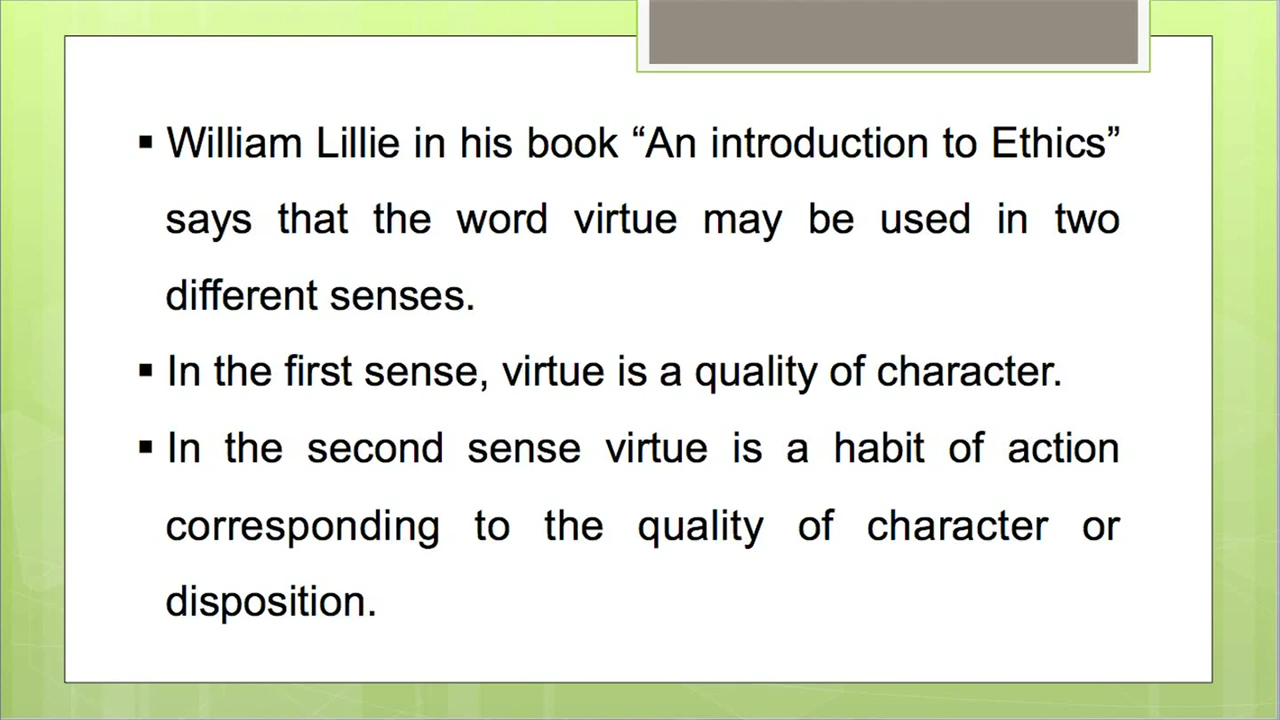 ▪ William Lillie in his book “An introduction to Ethics”
says that the word virtue may be used in two
different senses.
▪ In the first sense, virtue is a quality of character.
▪ In the second sense virtue is a habit of action
corresponding to the quality of character or
disposition.